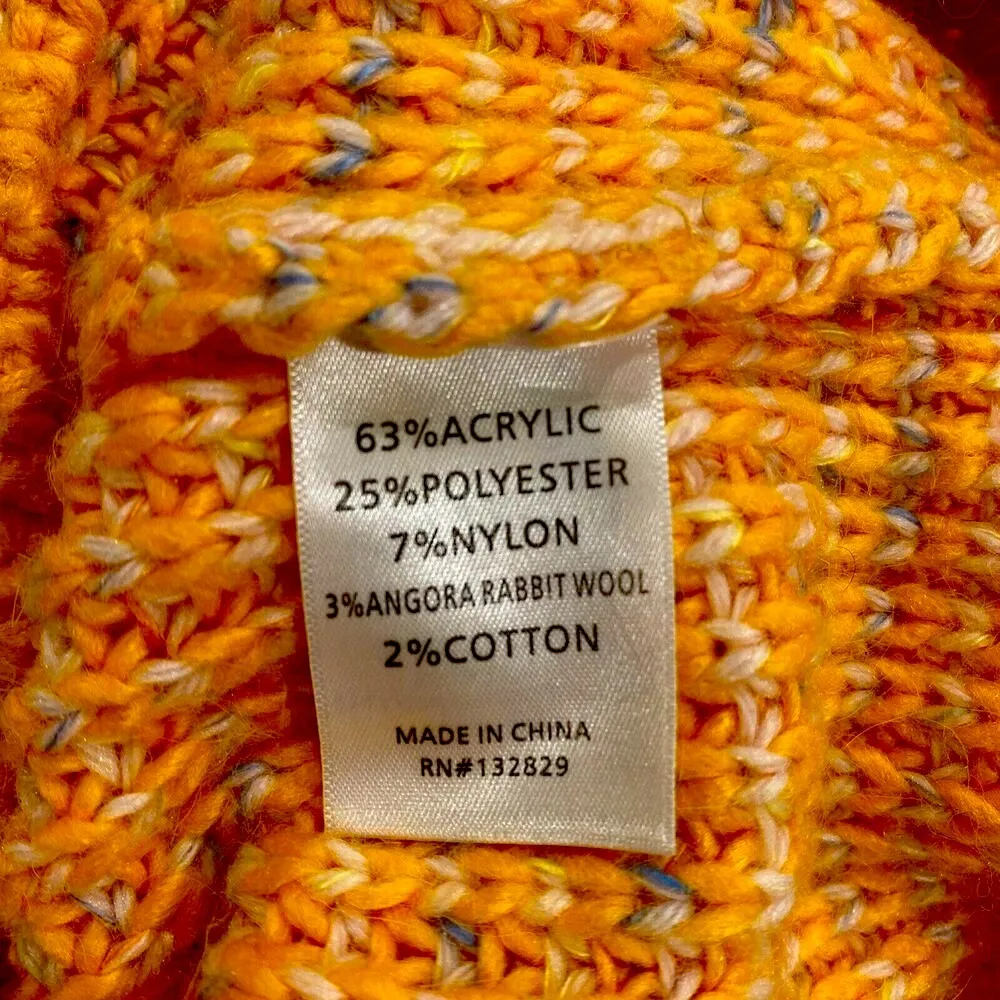 63%ACRYLIC
25%POLYESTER
7%NYLON
3%ANGORA RABBIT WOOL
2%COTTON
MADE IN CHINA
RN#132829